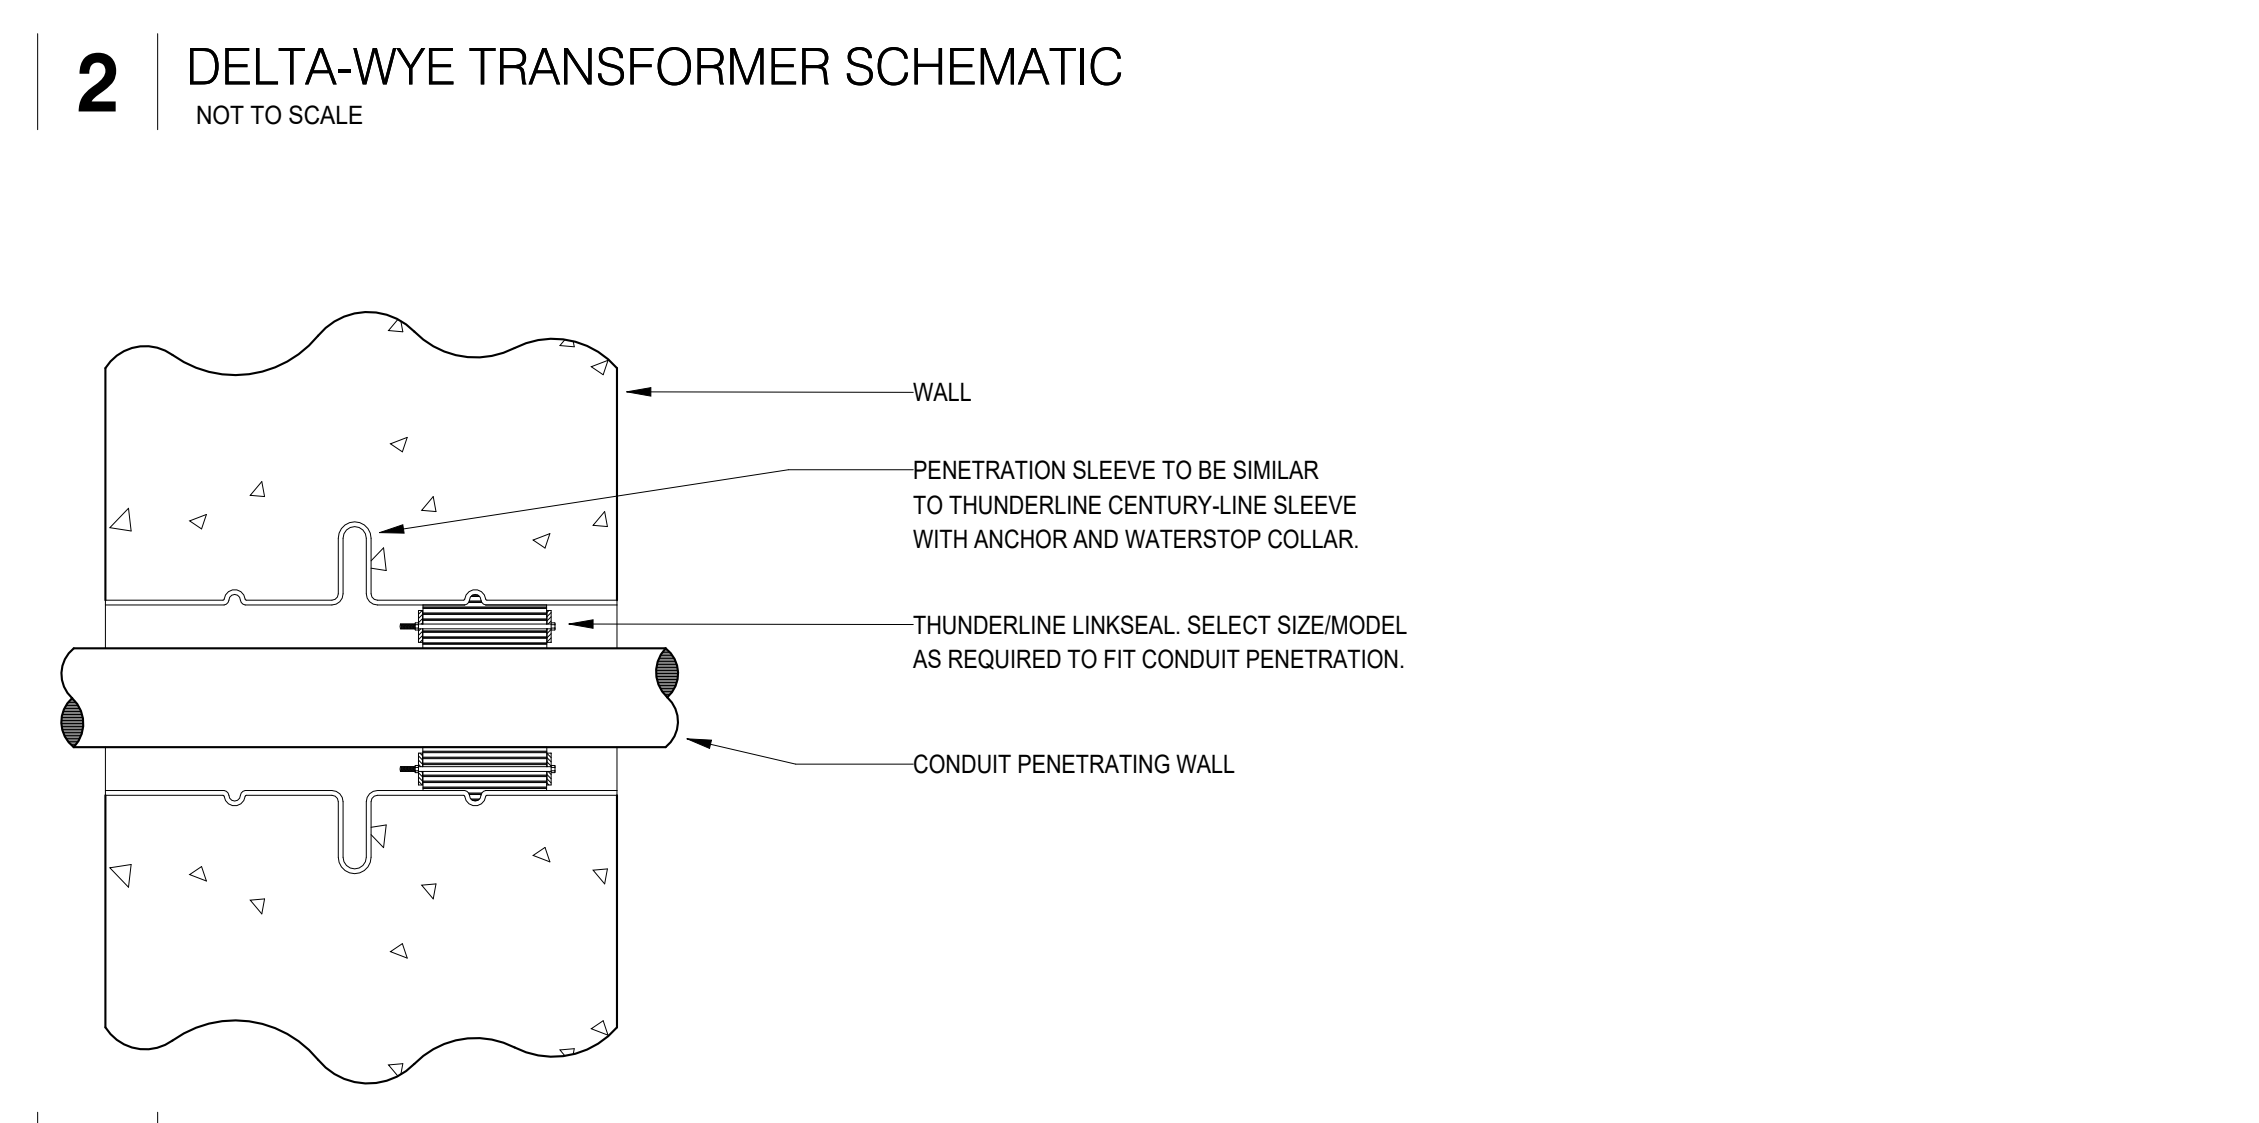 2
DELTA-WYE TRANSFORMER SCHEMATIC
NOT TO SCALE
WALL
PENETRATION SLEEVE TO BE SIMILAR
TO THUNDERLINE CENTURY-LINE SLEEVE
WITH ANCHOR AND WATERSTOP COLLAR.
THUNDERLINE LINKSEAL. SELECT SIZE/MODEL
AS REQUIRED TO FIT CONDUIT PENETRATION.
CONDUIT PENETRATING WALL